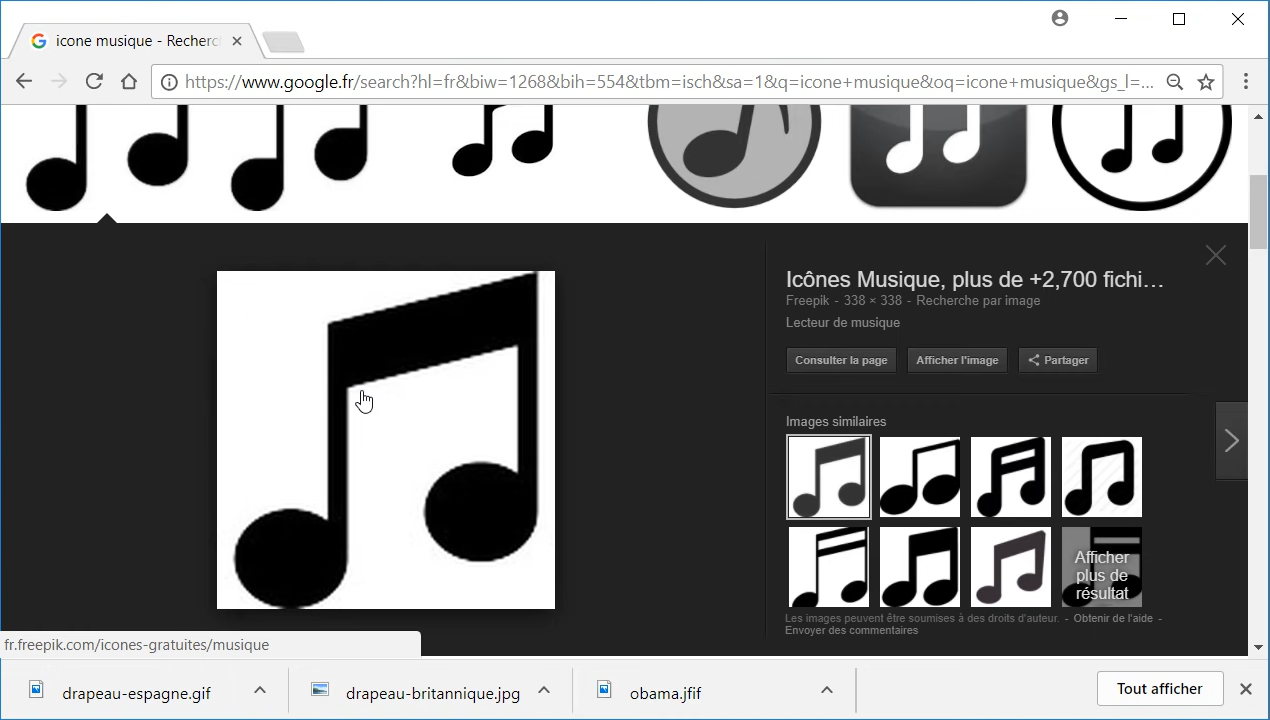 icone musique - Recherc
https://www.google.fr/search?hl=fr&biw=1268&bih=554&tbm=isch&sa=1&q=icone+musique&oq=icone+musique&gs_l=...
Icônes Musique, plus de +2,700 fichi...
Freepik - 338 × 338 - Recherche par image
Lecteur de musique
Consulter la page
Afficher l'image
Partager
Images similaires
Afficher
plus de
résultat
Les images peuvent être soumises à des droits d'auteur. - Obtenir de l'aide -
Envoyer des commentaires
fr.freepik.com/icones-gratuites/musique
drapeau-espagne.gif
drapeau-britannique.jpg
obama.jfif
Tout afficher